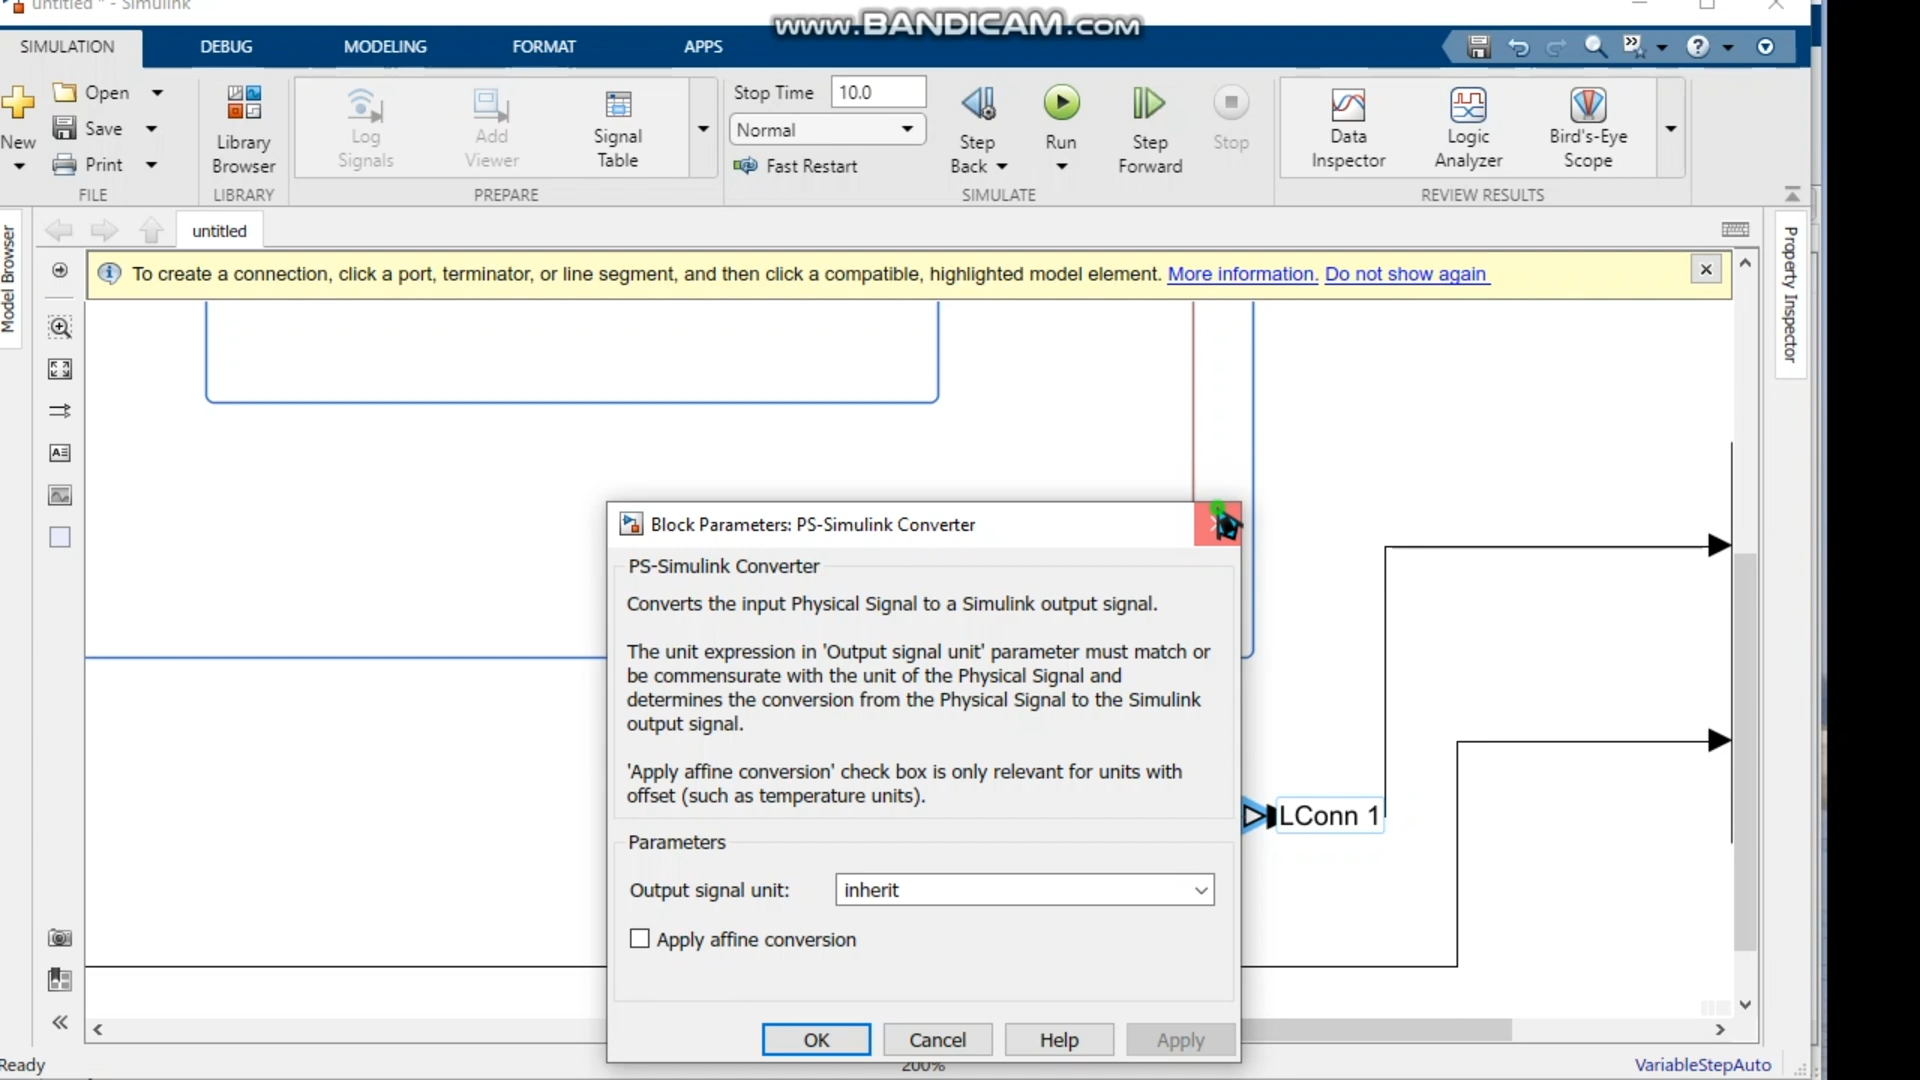 untitled * - Simulink
www.BANDICAM.com
SIMULATION
DEBUG
MODELING
FORMAT
APPS
New
Open
Save
Print
FILE
Library
Browser
LIBRARY
Log
Signals
Add
Viewer
Signal
Table
PREPARE
Stop Time
10.0
Normal
Fast Restart
Step
Back
Run
Step
Forward
Stop
SIMULATE
Data
Inspector
Logic
Analyzer
Bird's-Eye
Scope
REVIEW RESULTS
Model Browser
untitled
Property Inspector
To create a connection, click a port, terminator, or line segment, and then click a compatible, highlighted model element. More information. Do not show again
Block Parameters: PS-Simulink Converter
PS-Simulink Converter
Converts the input Physical Signal to a Simulink output signal.
The unit expression in 'Output signal unit' parameter must match or
be commensurate with the unit of the Physical Signal and
determines the conversion from the Physical Signal to the Simulink
output signal.
'Apply affine conversion' check box is only relevant for units with
offset (such as temperature units).
LConn 1
Parameters
Output signal unit:
inherit
Apply affine conversion
OK
Cancel
Help
Apply
Ready
200%
VariableStepAuto